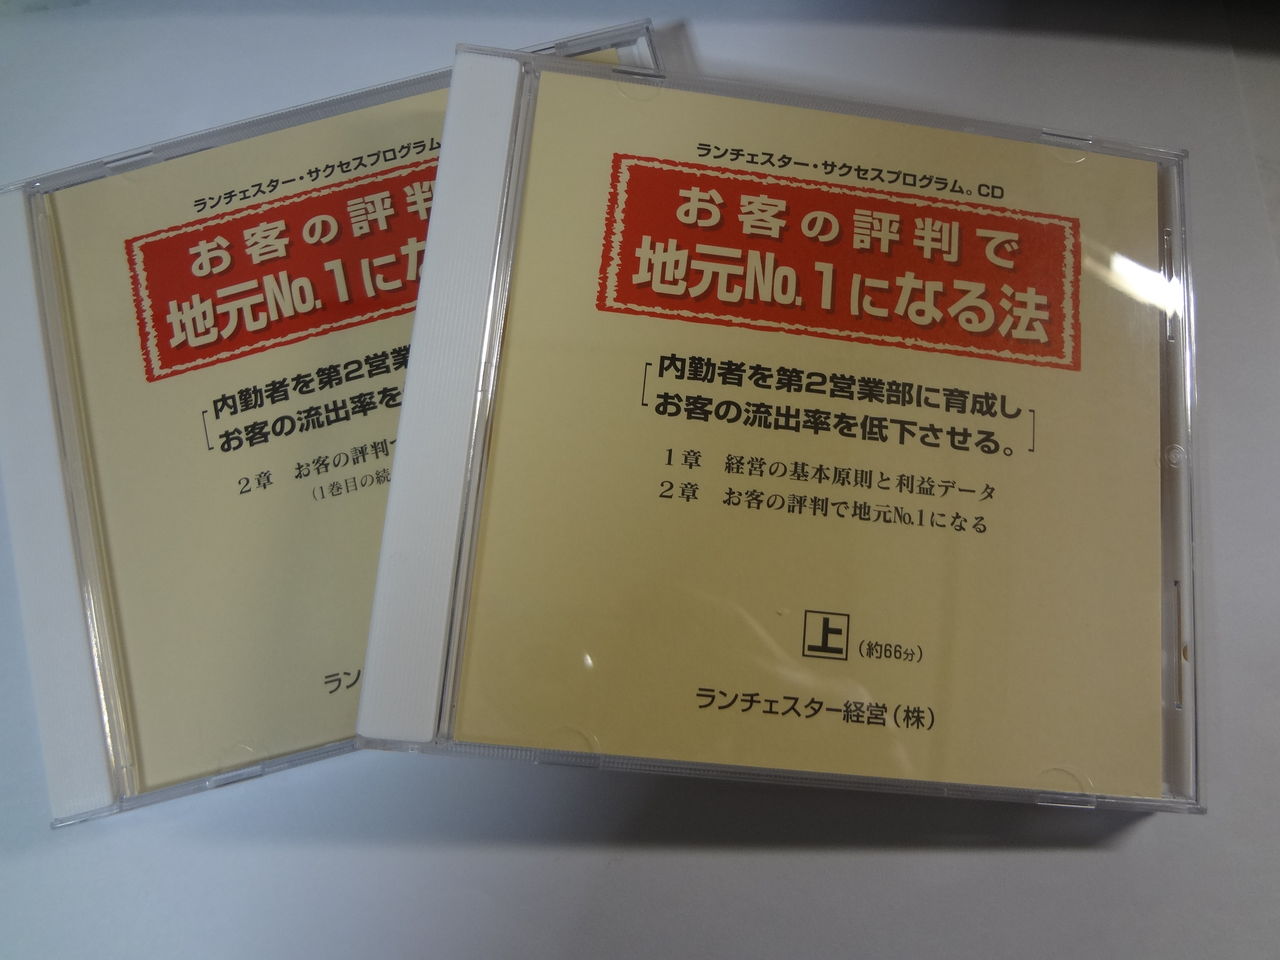 ランチェスター・サクセスプログラム
お客の評判
地元No.1にな
内勤者を第2営業
お客の流出率を
2章 お客の評判で
(1巻目の続
ラン
ランチェスター・サクセスプログラム。CD
お客の評判で
地元No.1になる法
内勤者を第2営業部に育成し
お客の流出率を低下させる。
1章 経営の基本原則と利益データ
2章 お客の評判で地元No.1になる
上 (約66分)
ランチェスター経営(株)